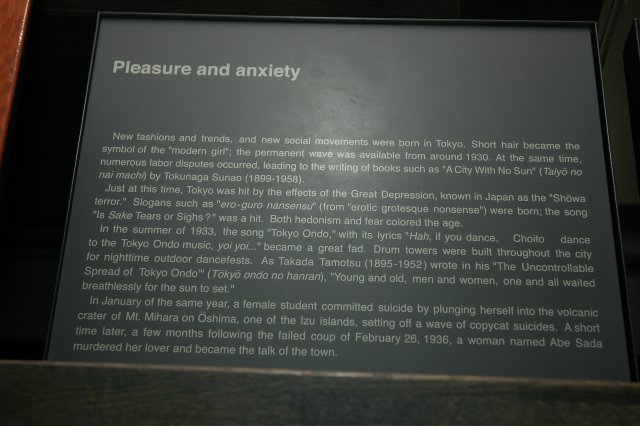 Pleasure and anxiety
New fashions and trends, and new social movements were born in Tokyo. Short hair became the
symbol of the "modern girl"; the permanent wave was available from around 1930. At the same time,
numerous labor disputes occurred, leading to the writing of books such as "A City With No Sun" (Taiyō no
nai machi) by Tokunaga Sunao (1899-1958).
Just at this time, Tokyo was hit by the effects of the Great Depression, known in Japan as the "Shōwa
terror." Slogans such as "ero-guro nansensu" (from "erotic grotesque nonsense") were born; the song
"Is Sake Tears or Sighs?" was a hit. Both hedonism and fear colored the age.
In the summer of 1933, the song "Tokyo Ondo," with its lyrics "Hah, if you dance, Choito dance
to the Tokyo Ondo music, yoi yoi..." became a great fad. Drum towers were built throughout the city
for nighttime outdoor dancefests. As Takada Tamotsu (1895-1952) wrote in his "The Uncontrollable
Spread of 'Tokyo Ondo'" (Tōkyō ondo no hanran), "Young and old, men and women, one and all waited
breathlessly for the sun to set."
In January of the same year, a female student committed suicide by plunging herself into the volcanic
crater of Mt. Mihara on Ōshima, one of the Izu islands, setting off a wave of copycat suicides. A short
time later, a few months following the failed coup of February 26, 1936, a woman named Abe Sada
murdered her lover and became the talk of the town.